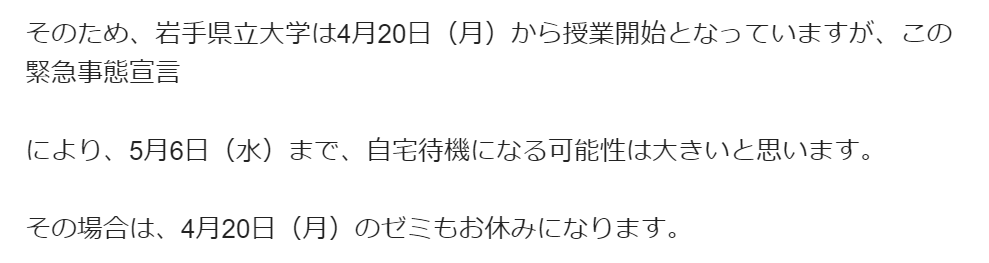 そのため、岩手県立大学は4月20日（月）から授業開始となっていますが、この
緊急事態宣言
により、5月6日（水）まで、自宅待機になる可能性は大きいと思います。
その場合は、4月20日（月）のゼミもお休みになります。